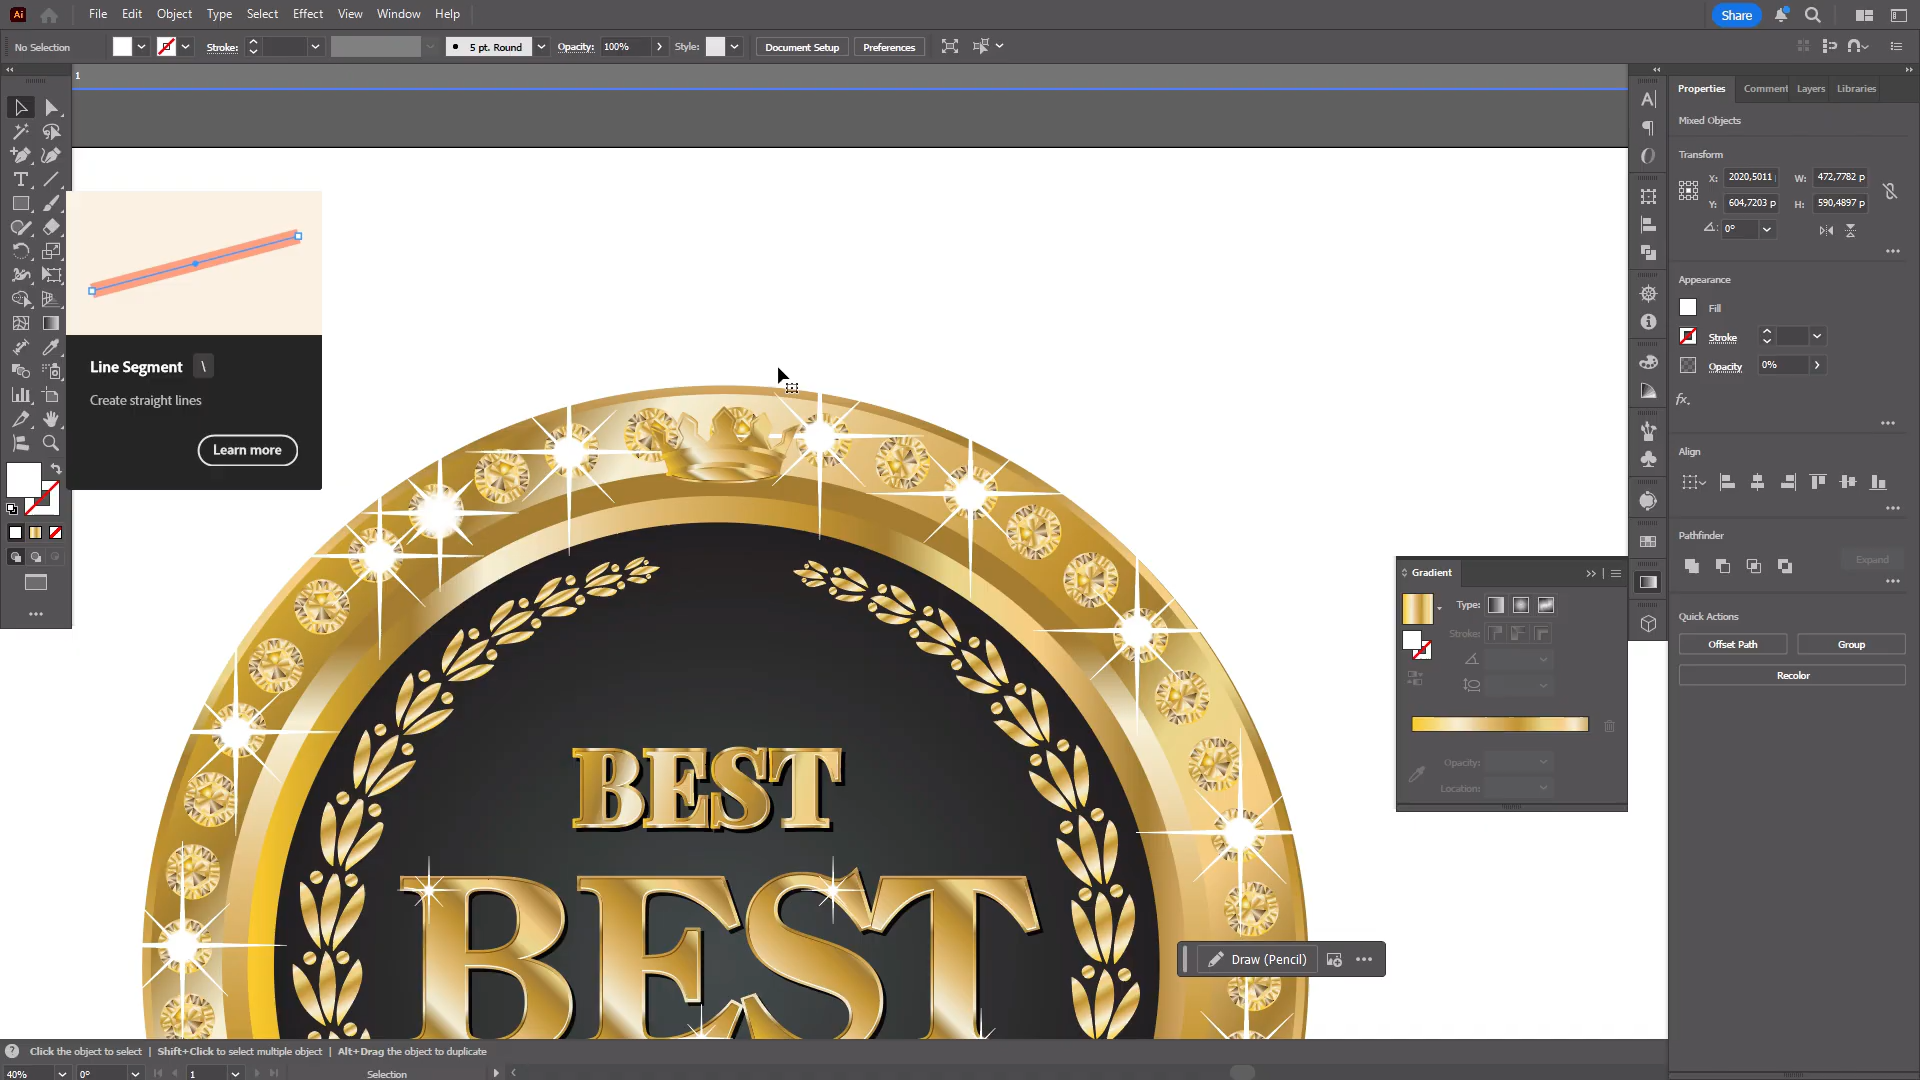 Ai File Edit Object Type Select Effect View Window Help Share
No Selection Stroke: 5 pt. Round Opacity: 100% Style: Document Setup Preferences
1
Properties Comment Layers Libraries
Mixed Objects
Transform
X: 2020,5011 W: 472,7782 p
Y: 604,7203 p H: 590,4897 p
0°
Appearance
Fill
Stroke
Opacity 0%
fx.
Align
Pathfinder
Expand
Quick Actions
Offset Path Group
Recolor
Line Segment \
Create straight lines
Learn more
Gradient
Type:
Stroke:
Opacity:
Location:
BEST
BEST
Draw (Pencil)
Click the object to select | Shift+Click to select multiple object | Alt+Drag the object to duplicate
40% 0° 1 Selection